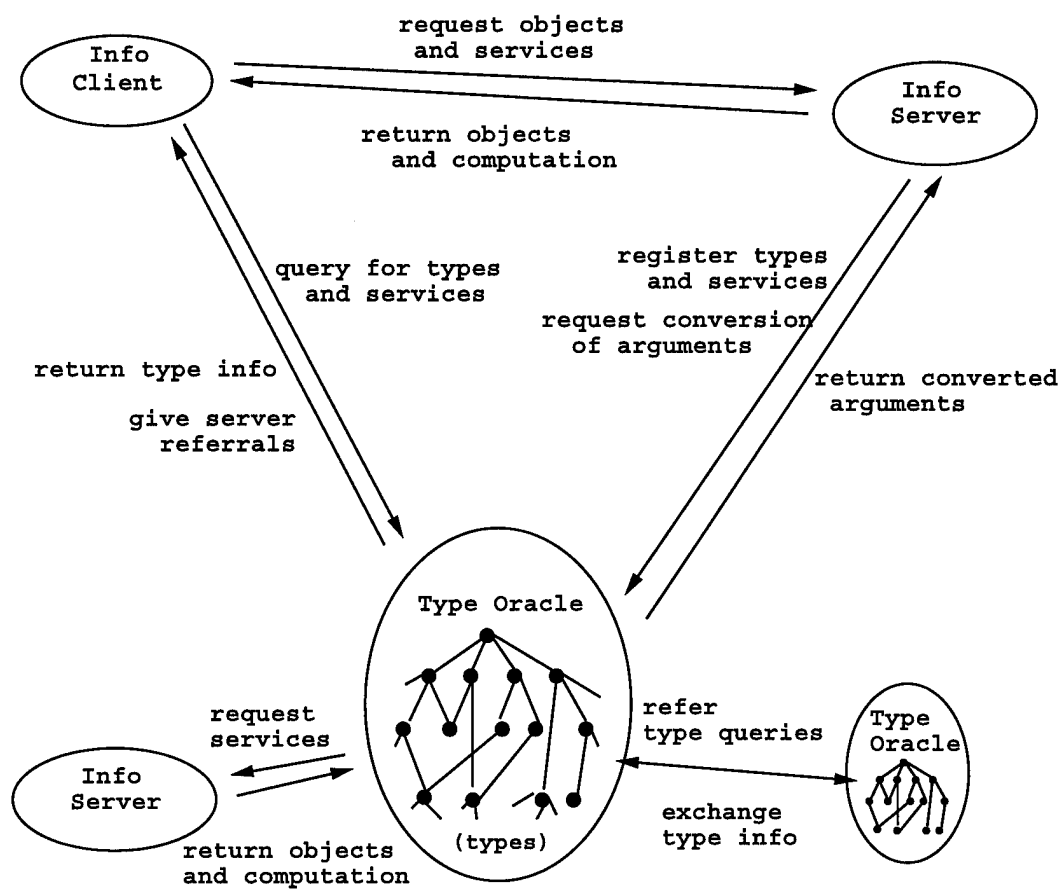 request objects
and services
Info
Client
Info
Server
return objects
and computation
query for types
and services
register types
and services
request conversion
of arguments
return type info
give server
referrals
return converted
arguments
Type Oracle
(types)
refer
type queries
Type
Oracle
exchange
type info
request
services
Info
Server
return objects
and computation